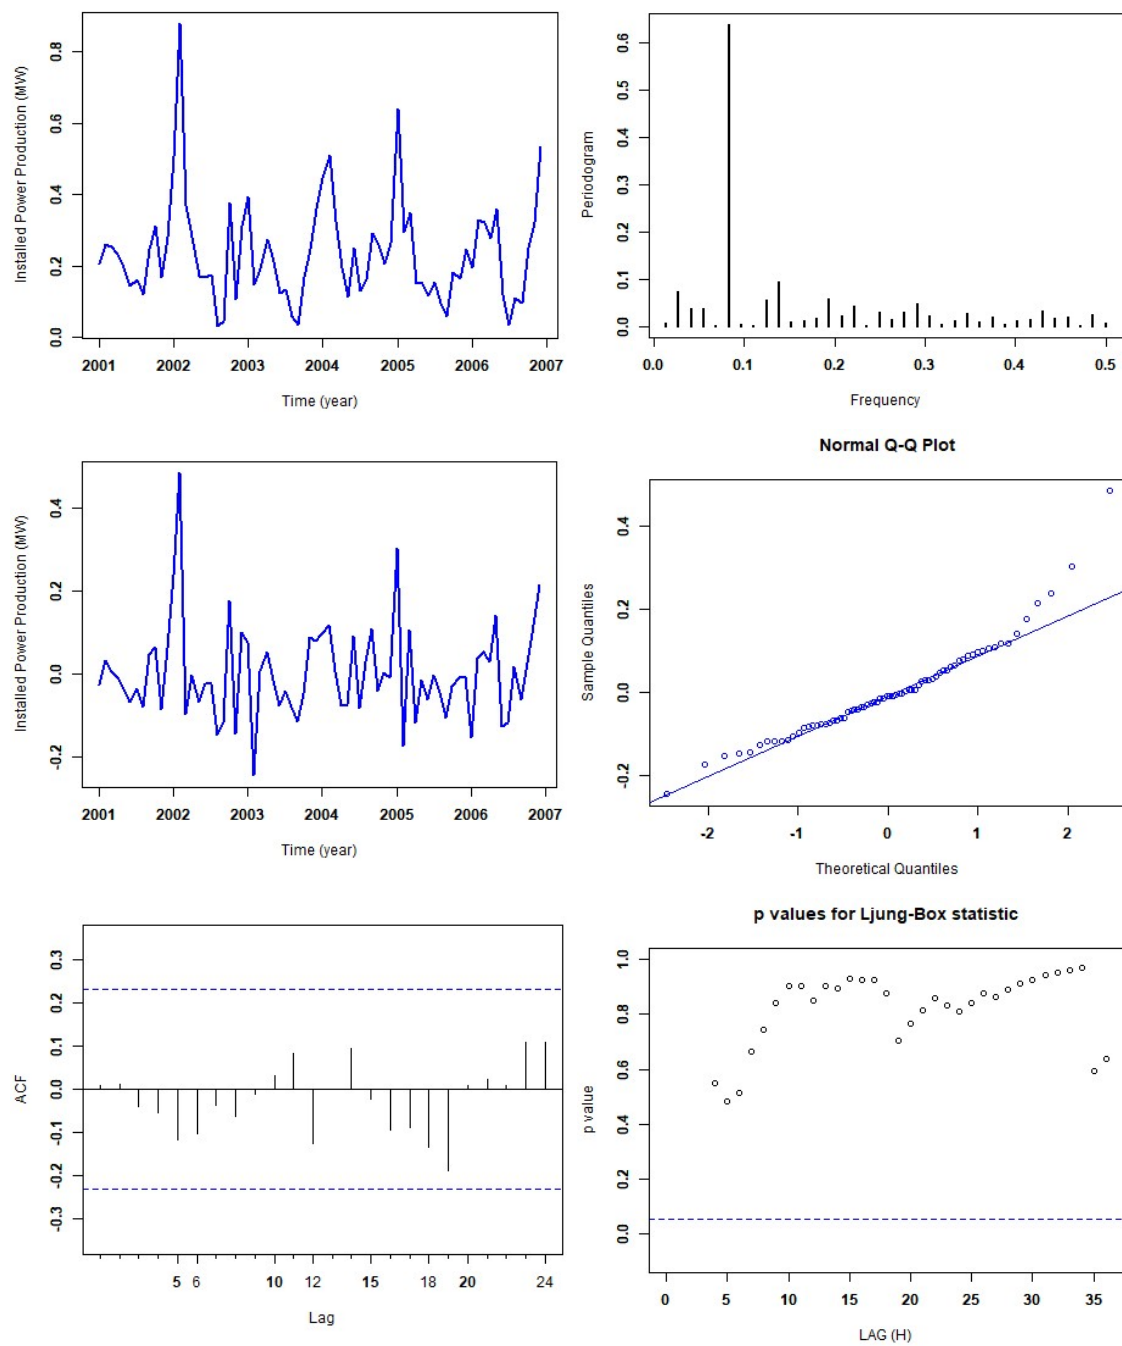 Installed Power Production (MW)
0.0 0.2 0.4 0.6 0.8
2001 2002 2003 2004 2005 2006 2007
Time (year)
Periodogram
0.0 0.1 0.2 0.3 0.4 0.5 0.6
0.0 0.1 0.2 0.3 0.4 0.5
Frequency
Installed Power Production (MW)
-0.2 0.0 0.2 0.4
2001 2002 2003 2004 2005 2006 2007
Time (year)
Normal Q-Q Plot
Sample Quantiles
-0.2 0.0 0.2 0.4
-2 -1 0 1 2
Theoretical Quantiles
ACF
-0.3 -0.2 -0.1 0.0 0.1 0.2 0.3
5 6 10 12 15 18 20 24
Lag
p values for Ljung-Box statistic
p value
0.0 0.2 0.4 0.6 0.8 1.0
0 5 10 15 20 25 30 35
LAG (H)